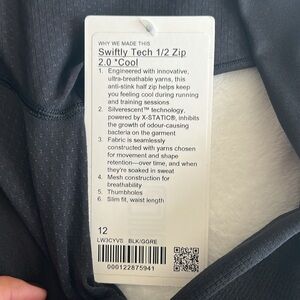 WHY WE MADE THIS
Swiftly Tech 1/2 Zip
2.0 *Cool
1. Engineered with innovative,
ultra-breathable yarns, this
anti-stink half zip helps keep
you feeling cool during running
and training sessions
2. Silverescent™ technology,
powered by X-STATIC®, inhibits
the growth of odour-causing
bacteria on the garment
3. Fabric is seamlessly
constructed with yarns chosen
for movement and shape
retention—over time, and when
they're soaked in sweat
4. Mesh construction for
breathability
5. Thumbholes
6. Slim fit, waist length
12
LW3CYVS BLK/GGRE
000122875941